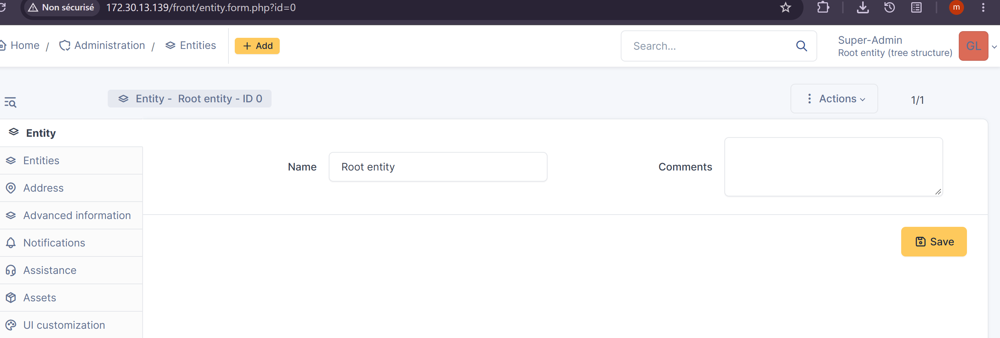 Non sécurisé 172.30.13.139/front/entity.form.php?id=0 m
Home / Administration / Entities + Add Search... Super-Admin
Root entity (tree structure) GL
Entity - Root entity - ID 0 Actions 1/1
Entity
Entities
Name Root entity Comments
Address
Advanced information
Notifications
Save
Assistance
Assets
UI customization